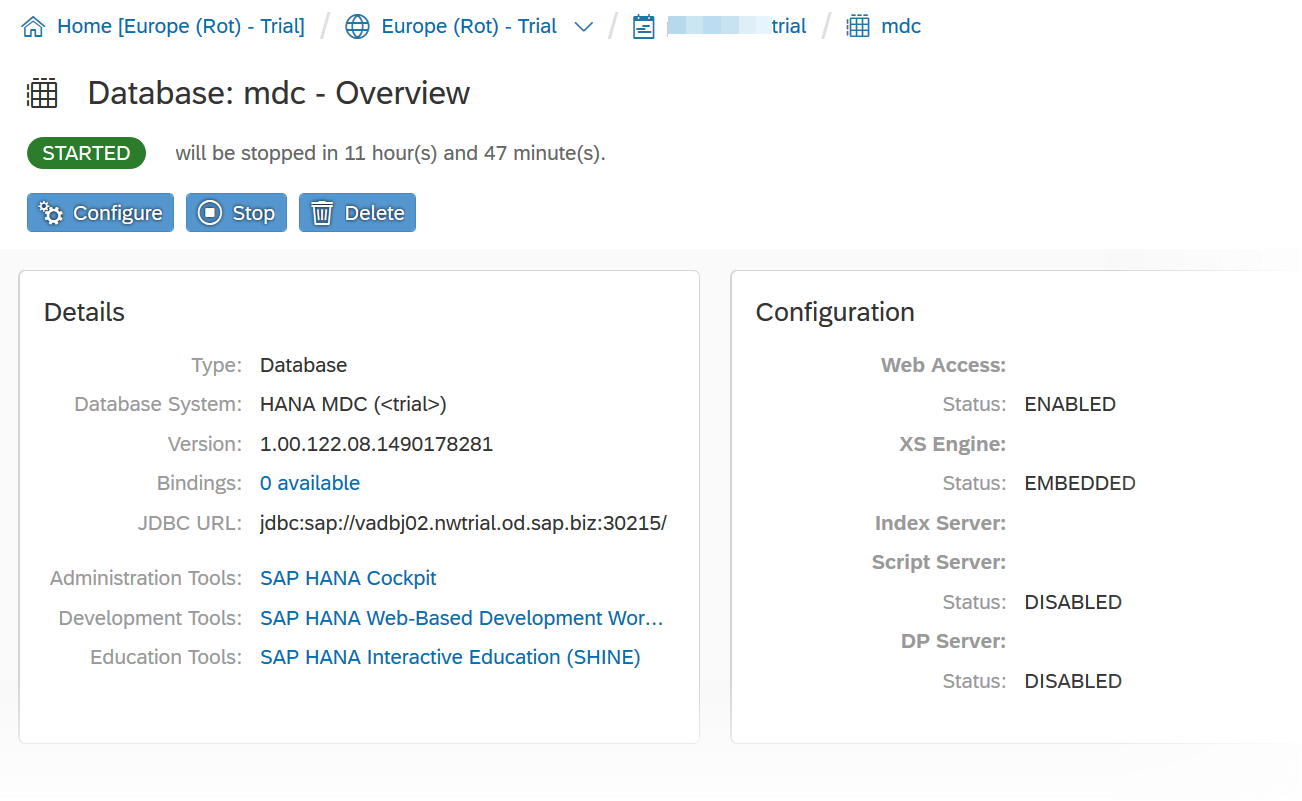 Home [Europe (Rot) - Trial] / Europe (Rot) - Trial / trial / mdc
Database: mdc - Overview
STARTED will be stopped in 11 hour(s) and 47 minute(s).
Configure Stop Delete
Details
Type: Database
Database System: HANA MDC (<trial>)
Version: 1.00.122.08.1490178281
Bindings: 0 available
JDBC URL: jdbc:sap://vadbj02.nwtrial.od.sap.biz:30215/
Administration Tools: SAP HANA Cockpit
Development Tools: SAP HANA Web-Based Development Wor...
Education Tools: SAP HANA Interactive Education (SHINE)
Configuration
Web Access:
Status: ENABLED
XS Engine:
Status: EMBEDDED
Index Server:
Script Server:
Status: DISABLED
DP Server:
Status: DISABLED